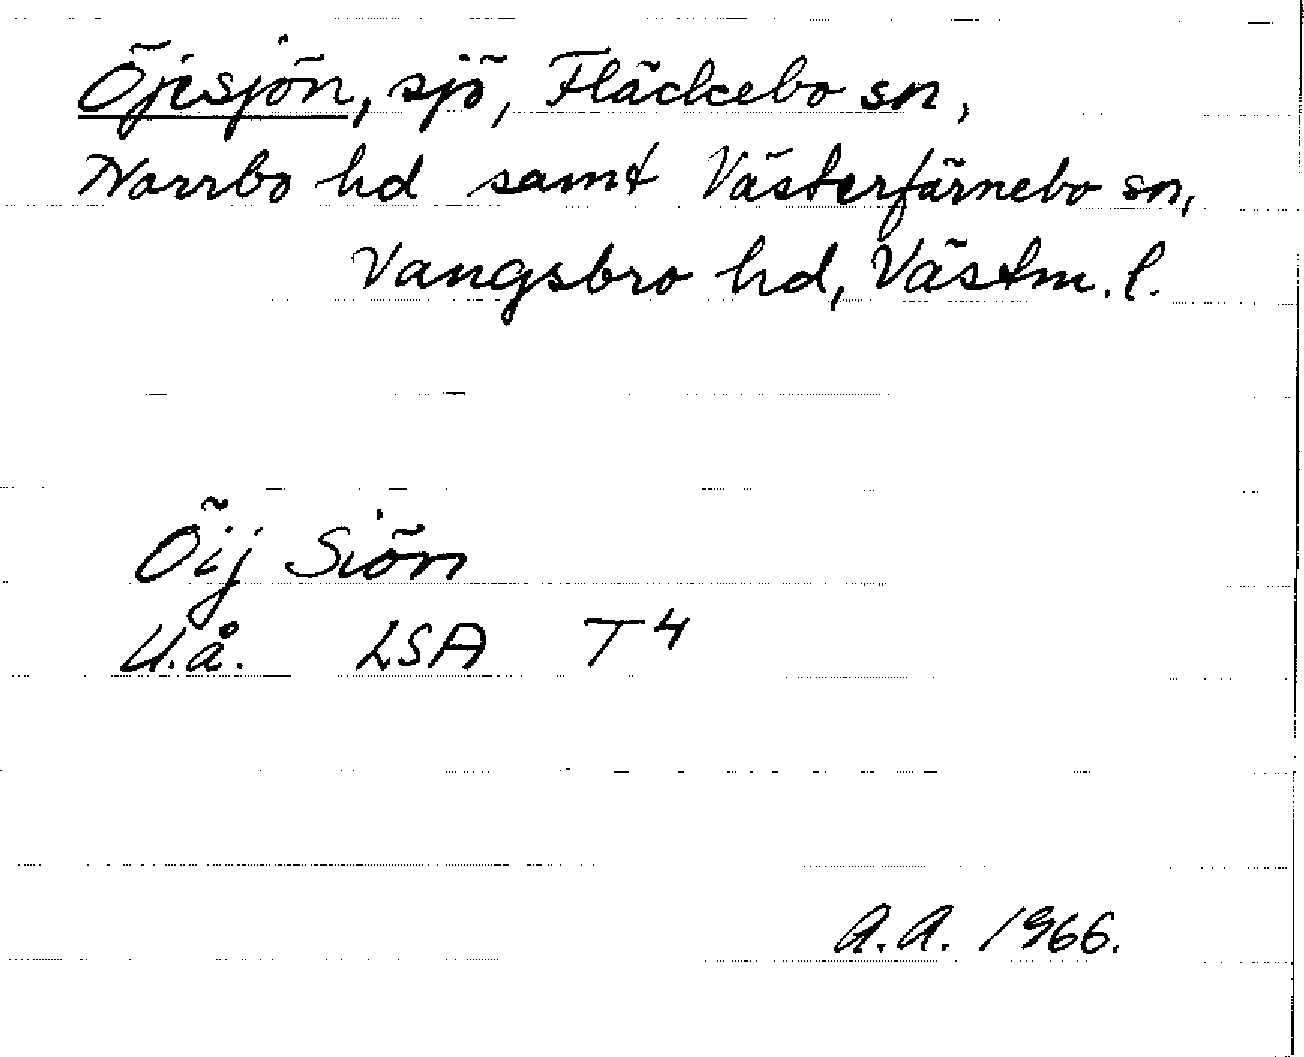 Öjesjön, sjö, Fläckebo sn,
Norrbo hd samt Västerfärnebo sn,
Vangsbro hd, Västm. l.
Öij Siön
U.å. LSA T4
A.A. 1966.